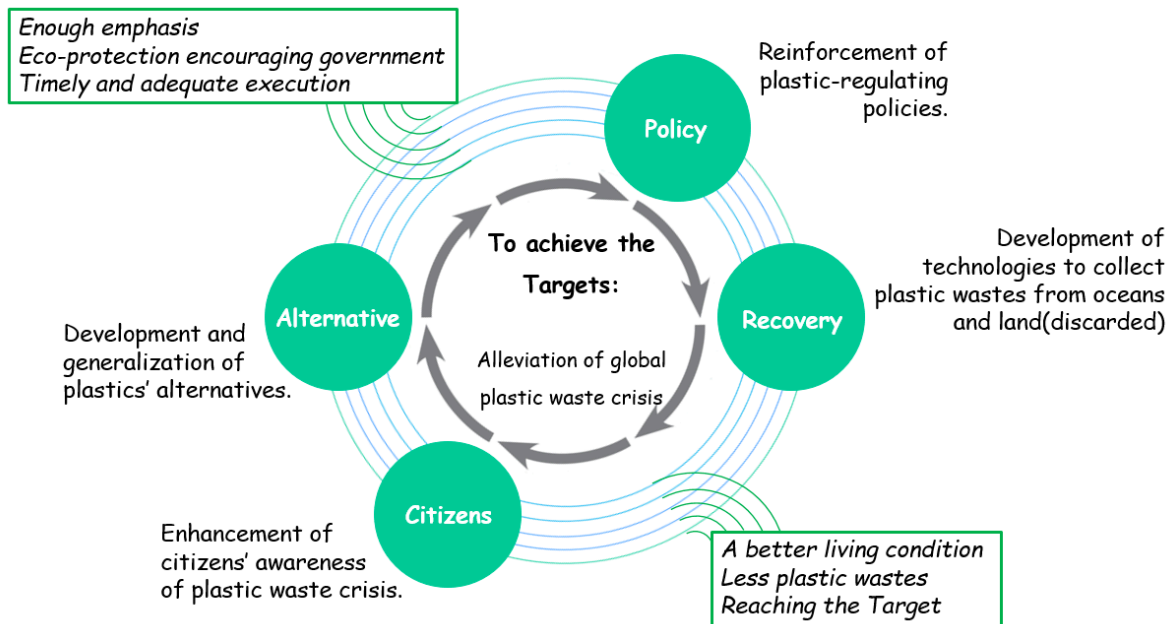 Enough emphasis
Eco-protection encouraging government
Timely and adequate execution
Policy
Reinforcement of
plastic-regulating
policies.
To achieve the
Targets:
Alleviation of global
plastic waste crisis
Recovery
Development of
technologies to collect
plastic wastes from oceans
and land(discarded)
Alternative
Development and
generalization of
plastics’ alternatives.
Citizens
Enhancement of
citizens’ awareness
of plastic waste crisis.
A better living condition
Less plastic wastes
Reaching the Target